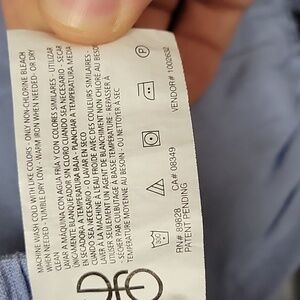 MACHINE WASH COLD WITH LIKE COLORS - ONLY NON-CHLORINE BLEACH
WHEN NEEDED - TUMBLE DRY LOW - WARM IRON WHEN NEEDED - OR DRY
CLEAN
LAVAR A MÁQUINA CON AGUA FRÍA Y CON COLORES SIMILARES - UTILIZAR
ÚNICAMENTE BLANQUEADOR SIN CLORO CUANDO SEA NECESARIO - SECAR
EN SECADORA A TEMPERATURA BAJA - PLANCHAR A TEMPERATURA MEDIA
CUANDO SEA NECESARIO - O LAVAR EN SECO
LAVER À LA MACHINE À L'EAU FROIDE AVEC DES COULEURS SIMILAIRES -
UTILISER UN AGENT DE BLANCHIMENT NON CHLORÉ AU BESOIN
- SÉCHER PAR CULBUTAGE À BASSE TEMPÉRATURE - REPASSER À
TEMPÉRATURE MOYENNE AU BESOIN - OU NETTOYER À SEC
RN# 89828 CA# 08349 VENDOR# 1002632
PATENT PENDING